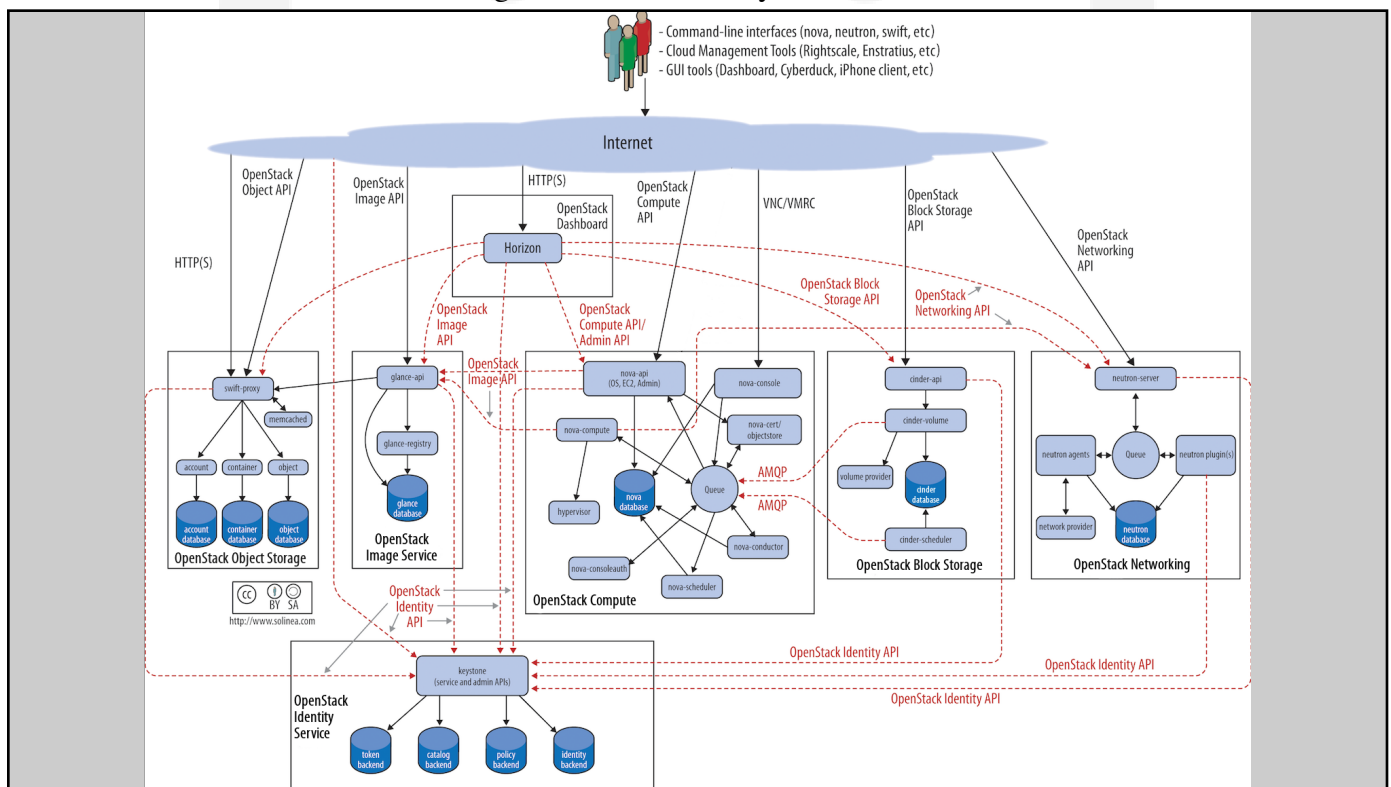 - Command-line interfaces (nova, neutron, swift, etc)
- Cloud Management Tools (Rightscale, Enstratius, etc)
- GUI tools (Dashboard, Cyberduck, iPhone client, etc)
Internet
OpenStack
Object API
OpenStack
Image API
HTTP(S)
OpenStack
Compute
API
VNC/VMRC
OpenStack
Block Storage
API
OpenStack
Networking
API
HTTP(S)
OpenStack
Dashboard
Horizon
OpenStack
Image
API
OpenStack
Compute API/
Admin API
OpenStack Block
Storage API
OpenStack
Networking API
OpenStack
Image API
swift-proxy
memcached
account
container
object
account
database
container
database
object
database
OpenStack Object Storage
glance-api
glance-registry
glance
database
OpenStack
Image Service
nova-api
(OS, EC2, Admin)
nova-console
nova-compute
nova-cert/
objectstore
nova
database
Queue
hypervisor
nova-conductor
nova-consoleauth
nova-scheduler
OpenStack Compute
AMQP
AMQP
cinder-api
cinder-volume
volume provider
cinder
database
cinder-scheduler
OpenStack Block Storage
neutron-server
neutron agents
Queue
neutron plugin(s)
network provider
neutron
database
OpenStack Networking
cc
BY SA
http://www.solinea.com
OpenStack
Identity
API
OpenStack Identity API
OpenStack Identity API
OpenStack Identity API
keystone
(service and admin APIs)
OpenStack
Identity
Service
token
backend
catalog
backend
policy
backend
identity
backend